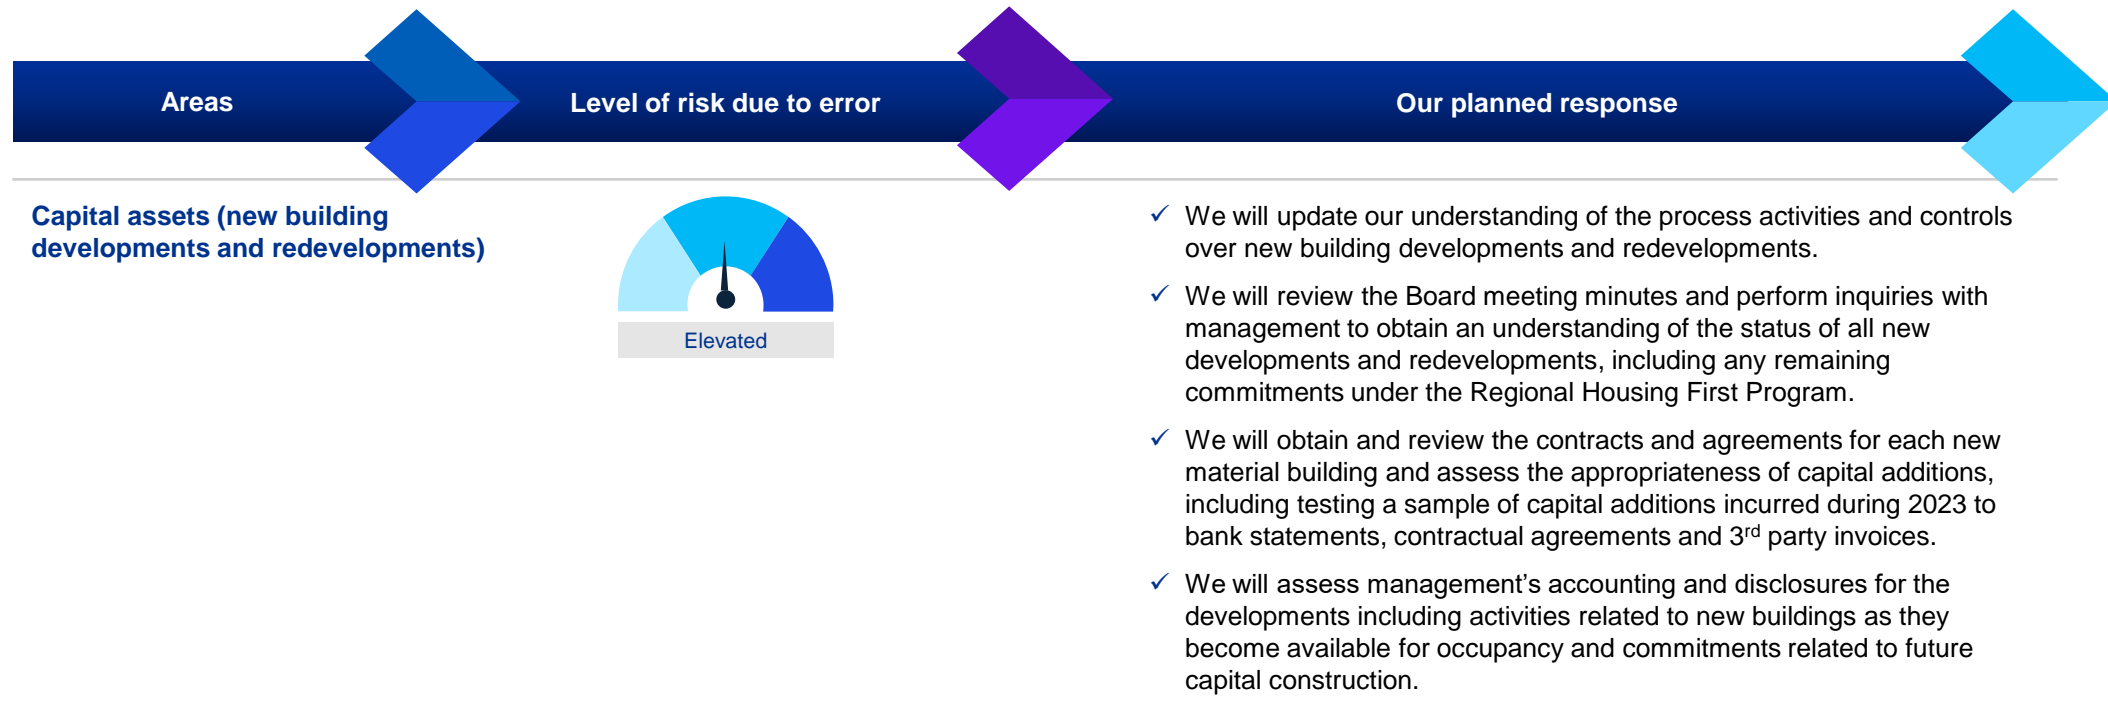 Areas
Level of risk due to error
Our planned response
Capital assets (new building
developments and redevelopments)
Elevated
✓ We will update our understanding of the process activities and controls
over new building developments and redevelopments.
✓ We will review the Board meeting minutes and perform inquiries with
management to obtain an understanding of the status of all new
developments and redevelopments, including any remaining
commitments under the Regional Housing First Program.
✓ We will obtain and review the contracts and agreements for each new
material building and assess the appropriateness of capital additions,
including testing a sample of capital additions incurred during 2023 to
bank statements, contractual agreements and 3rd party invoices.
✓ We will assess management’s accounting and disclosures for the
developments including activities related to new buildings as they
become available for occupancy and commitments related to future
capital construction.